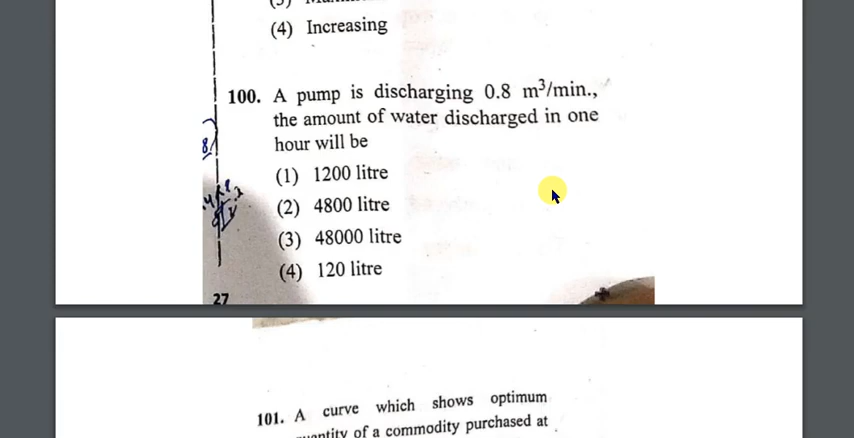 (4) Increasing
100. A pump is discharging 0.8 m³/min.,
the amount of water discharged in one
hour will be
(1) 1200 litre
(2) 4800 litre
(3) 48000 litre
(4) 120 litre
27
101. A curve which shows optimum
of a commodity purchased at